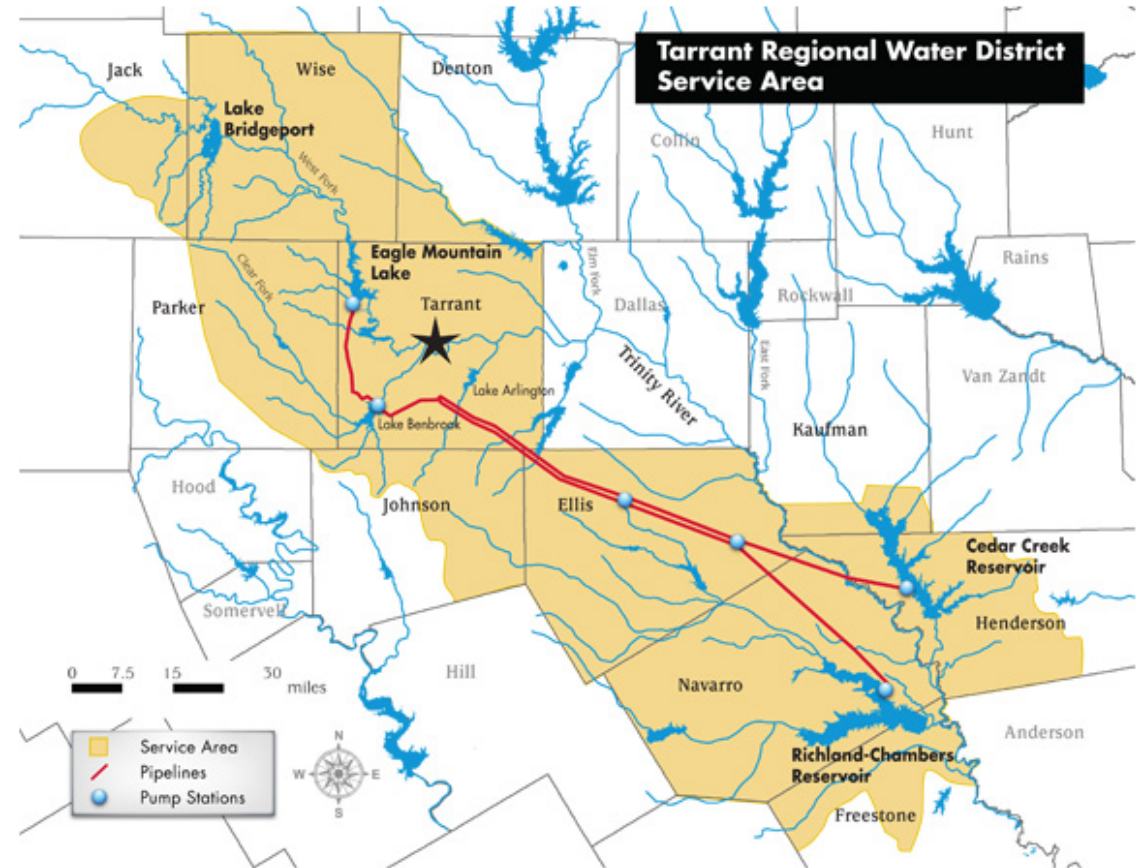 Tarrant Regional Water District
Service Area
Jack
Wise
Denton
Collin
Hunt
Lake
Bridgeport
West Fork
Eagle Mountain
Lake
Clear Fork
Elm Fork
Rains
Parker
Tarrant
Dallas
Rockwall
East Fork
Trinity River
Van Zandt
Lake Arlington
Lake Benbrook
Kaufman
Hood
Johnson
Ellis
Cedar Creek
Reservoir
Somervell
Henderson
Hill
Navarro
Anderson
Richland-Chambers
Reservoir
Freestone
0 7.5 15 30
miles
Service Area
Pipelines
Pump Stations
N
W E
S